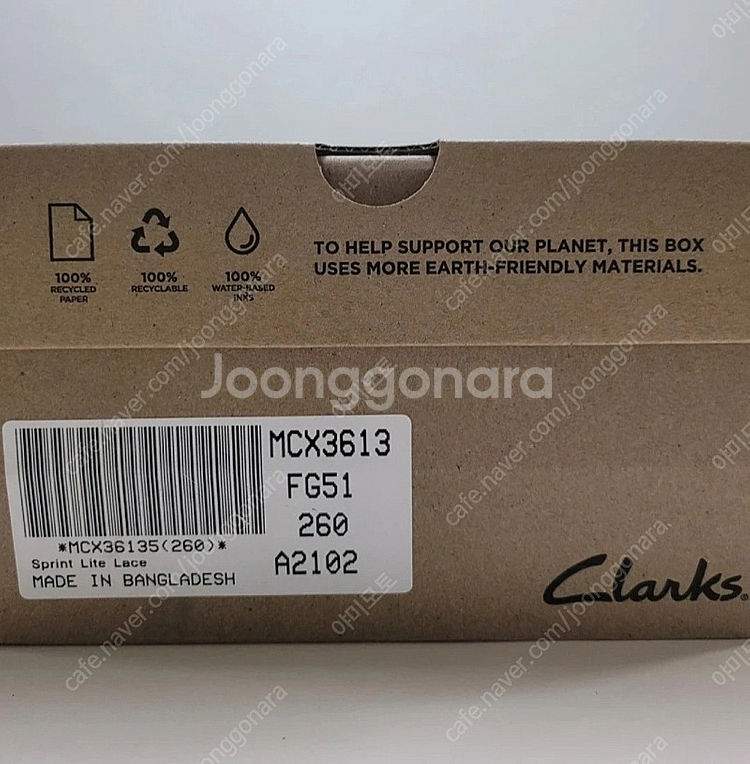 100%
RECYCLED
PAPER
100%
RECYCLABLE
100%
WATER-BASED
INKS
TO HELP SUPPORT OUR PLANET, THIS BOX
USES MORE EARTH-FRIENDLY MATERIALS.
Joonggonara
MCX3613
FG51
260
A2102
*MCX36135(260)*
Sprint Lite Lace
MADE IN BANGLADESH
Clarks.
cafe.naver.com/joonggonara